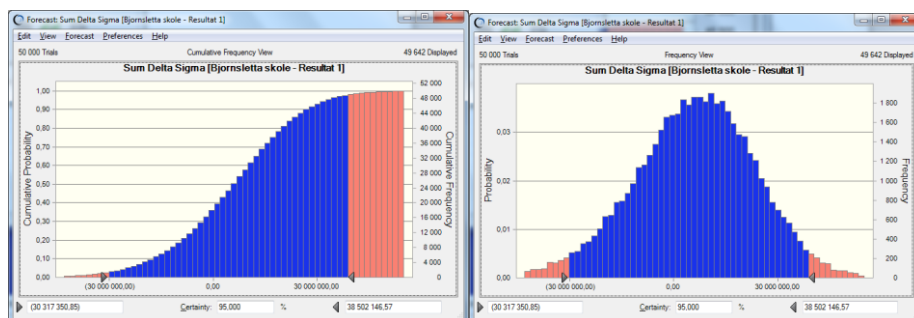 Forecast: Sum Delta Sigma [Bjornsletta skole - Resultat 1]
Edit View Forecast Preferences Help
50 000 Trials Cumulative Frequency View 49 642 Displayed
Sum Delta Sigma [Bjornsletta skole - Resultat 1]
1,00
0,90
0,80
0,70
0,60
0,50
0,40
0,30
0,20
0,10
0,00
Cumulative Probability
52 000
48 000
44 000
40 000
36 000
32 000
28 000
24 000
20 000
16 000
12 000
8 000
4 000
0
Cumulative Frequency
(30 000 000,00) 0,00 30 000 000,00
(30 317 350,85) Certainty: 95,000 % 38 502 146,57
Forecast: Sum Delta Sigma [Bjornsletta skole - Resultat 1]
Edit View Forecast Preferences Help
50 000 Trials Frequency View 49 642 Displayed
Sum Delta Sigma [Bjornsletta skole - Resultat 1]
0,03
0,02
0,01
0,00
Probability
1 800
1 600
1 400
1 200
1 000
800
600
400
200
0
Frequency
(30 000 000,00) 0,00 30 000 000,00
(30 317 350,85) Certainty: 95,000 % 38 502 146,57